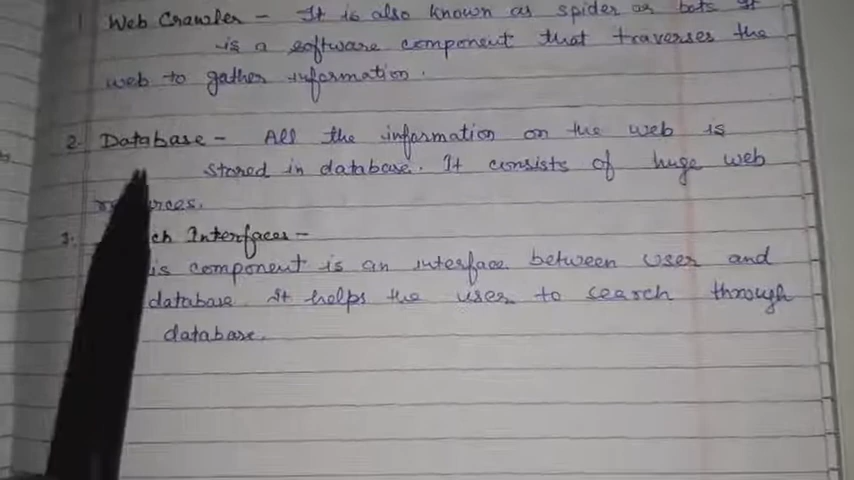 1 Web Crawler - It is also known as spider or bots It
is a software component that traverses the
web to gather information.
2. Database - All the information on the web is
stored in database. It consists of huge web
rces.
3. ch Interfaces -
is component is an interface between user and
database. it helps the user to search through
database.